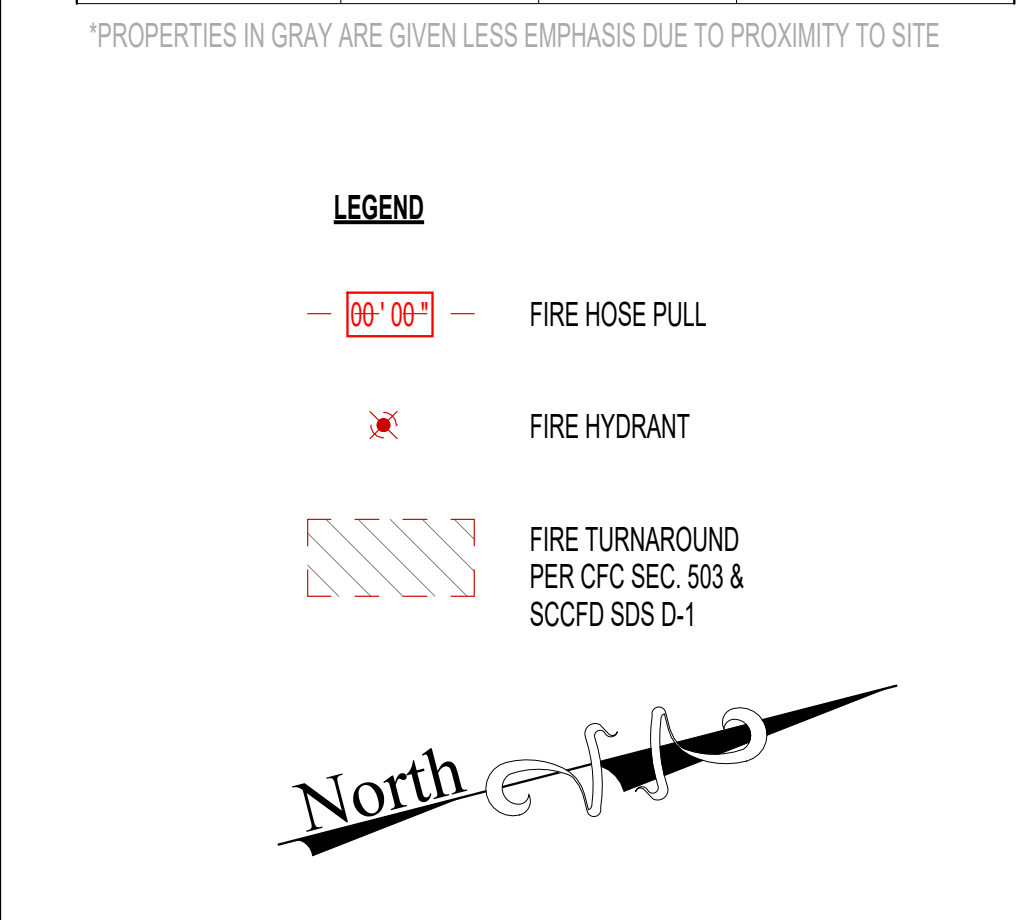 *PROPERTIES IN GRAY ARE GIVEN LESS EMPHASIS DUE TO PROXIMITY TO SITE
LEGEND
00 ' 00 " FIRE HOSE PULL
FIRE HYDRANT
FIRE TURNAROUND
PER CFC SEC. 503 &
SCCFD SDS D-1
North